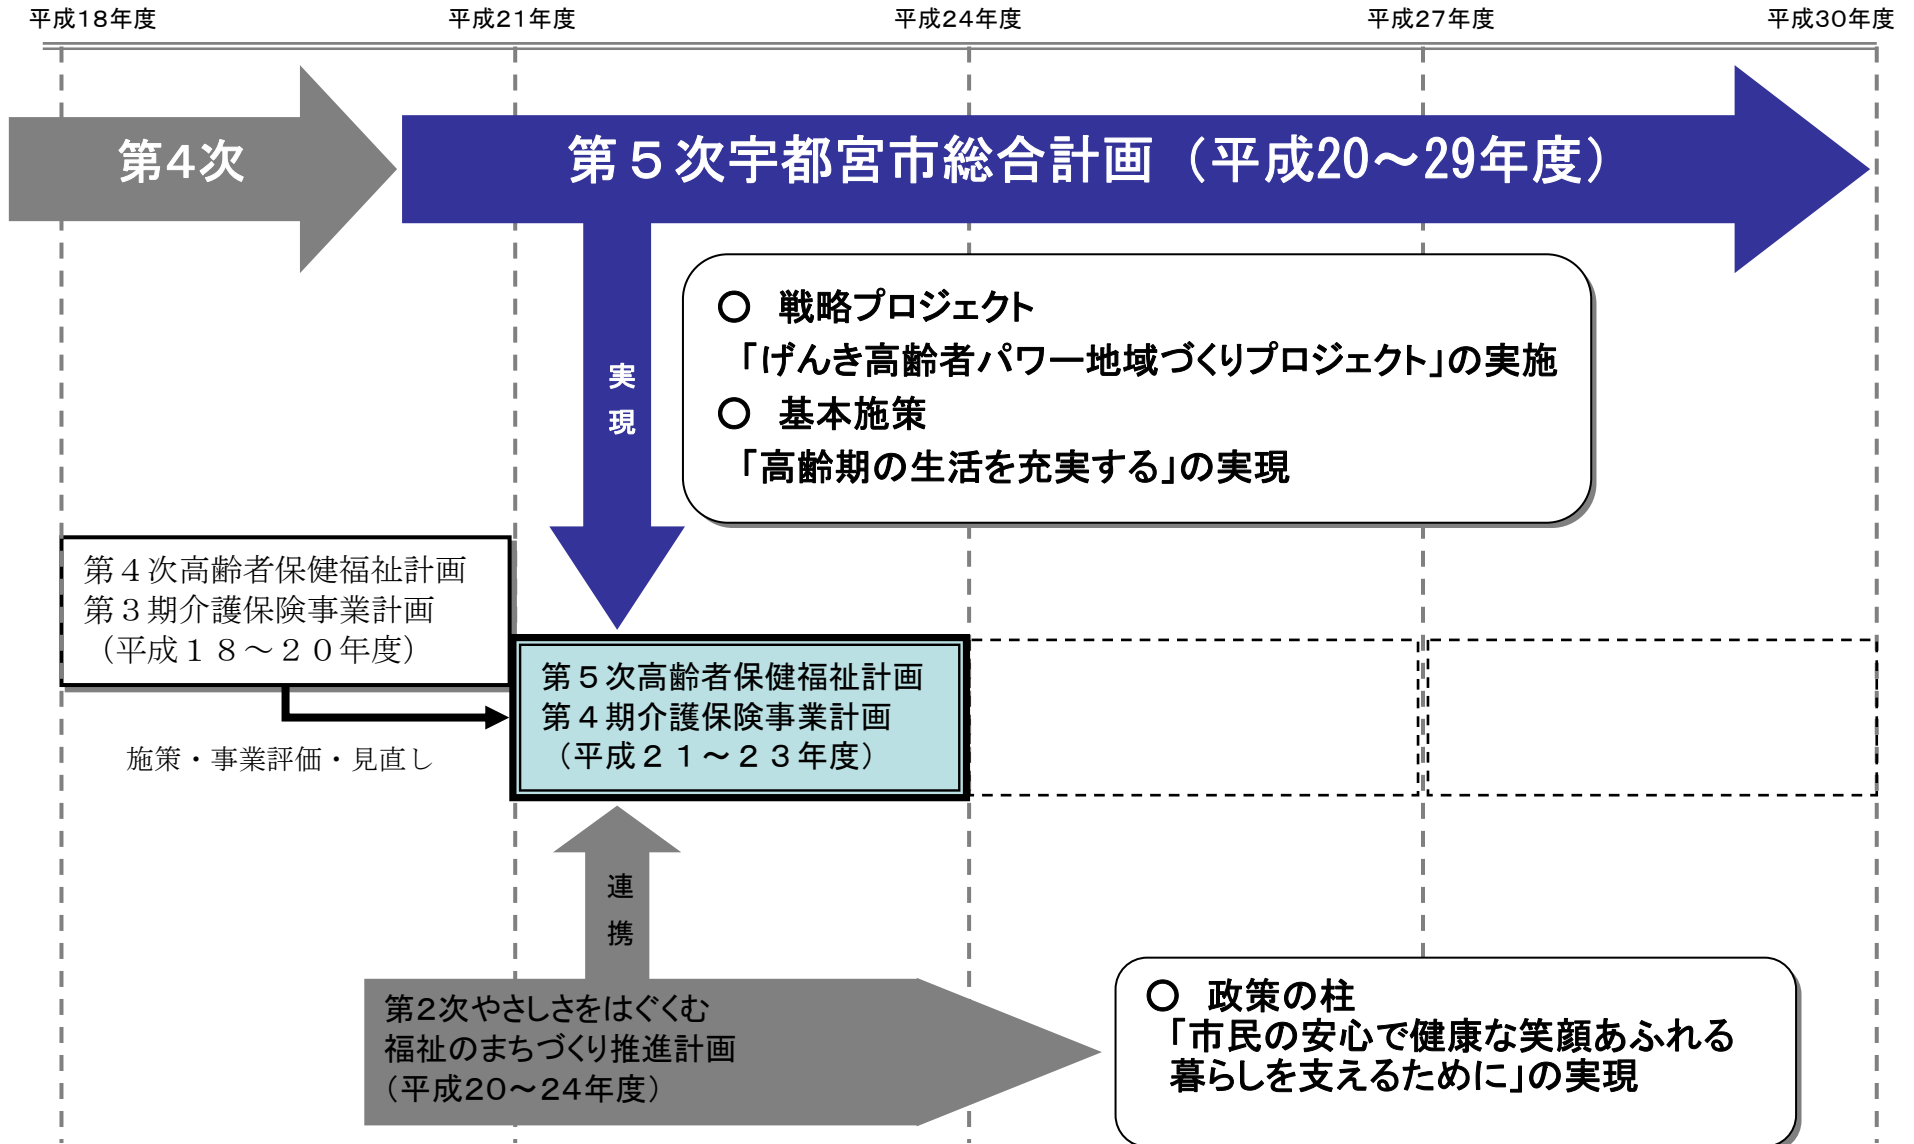 平成18年度
平成21年度
平成24年度
平成27年度
平成30年度
第4次
第５次宇都宮市総合計画（平成20～29年度）
実現
○　戦略プロジェクト
「げんき高齢者パワー地域づくりプロジェクト」の実施
○　基本施策
「高齢期の生活を充実する」の実現
第４次高齢者保健福祉計画
第３期介護保険事業計画
（平成１８～２０年度）
第５次高齢者保健福祉計画
第４期介護保険事業計画
（平成２１～２３年度）
施策・事業評価・見直し
連携
第2次やさしさをはぐくむ
福祉のまちづくり推進計画
（平成20～24年度）
○　政策の柱
「市民の安心で健康な笑顔あふれる
暮らしを支えるために」の実現